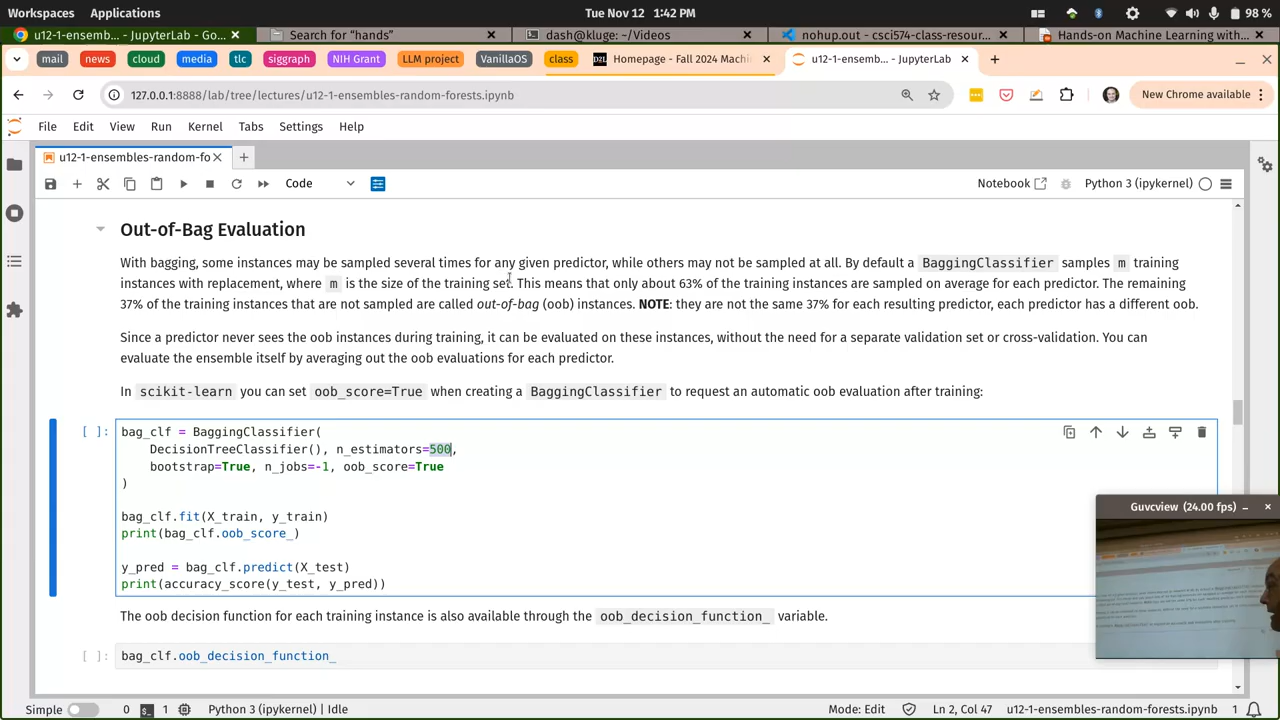 Workspaces Applications Tue Nov 12 1:42 PM 98 %
u12-1-ensemb... - JupyterLab - Go... Search for “hands” dash@kluge: ~/Videos nohup.out - csci574-class-resour... Hands-on Machine Learning with...
mail news cloud media tlc siggraph NIH Grant LLM project VanillaOS class DZL Homepage - Fall 2024 Machi u12-1-ensemb... - JupyterLab
127.0.0.1:8888/lab/tree/lectures/u12-1-ensembles-random-forests.ipynb New Chrome available
File Edit View Run Kernel Tabs Settings Help
u12-1-ensembles-random-fo
Code Notebook Python 3 (ipykernel)
Out-of-Bag Evaluation
With bagging, some instances may be sampled several times for any given predictor, while others may not be sampled at all. By default a BaggingClassifier samples m training
instances with replacement, where m is the size of the training set. This means that only about 63% of the training instances are sampled on average for each predictor. The remaining
37% of the training instances that are not sampled are called out-of-bag (oob) instances. NOTE: they are not the same 37% for each resulting predictor, each predictor has a different oob.
Since a predictor never sees the oob instances during training, it can be evaluated on these instances, without the need for a separate validation set or cross-validation. You can
evaluate the ensemble itself by averaging out the oob evaluations for each predictor.
In scikit-learn you can set oob_score=True when creating a BaggingClassifier to request an automatic oob evaluation after training:
[ ]: bag_clf = BaggingClassifier(
DecisionTreeClassifier(), n_estimators=500,
bootstrap=True, n_jobs=-1, oob_score=True
)
bag_clf.fit(X_train, y_train)
print(bag_clf.oob_score_)
y_pred = bag_clf.predict(X_test)
print(accuracy_score(y_test, y_pred))
Guvcview (24.00 fps)
The oob decision function for each training instance is also available through the oob_decision_function_ variable.
[ ]: bag_clf.oob_decision_function_
Simple 0 1 Python 3 (ipykernel) | Idle Mode: Edit Ln 2, Col 47 u12-1-ensembles-random-forests.ipynb 1